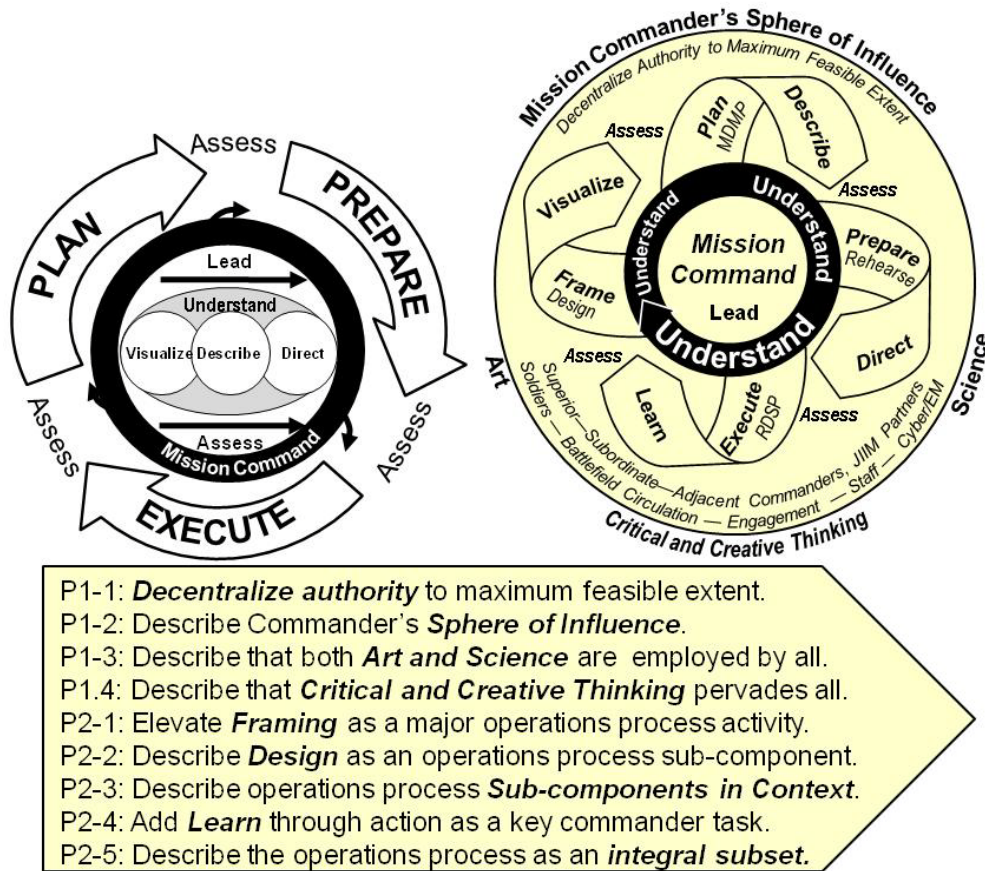 Assess
PLAN
PREPARE
Lead
Understand
Visualize
Describe
Direct
Assess
Mission Command
Assess
Assess
EXECUTE
Mission Commander's Sphere of Influence
Decentralize Authority to Maximum Feasible Extent
Assess
Plan
MDMP
Describe
Assess
Visualize
Understand
Understand
Prepare
Rehearse
Mission
Command
Lead
Frame
Design
Understand
Direct
Art
Science
Assess
Learn
Execute
RDSP
Assess
Superior—Subordinate—Adjacent Commanders, JIIM Partners
Soldiers — Battlefield Circulation — Engagement — Staff — Cyber/EM
Critical and Creative Thinking
P1-1: Decentralize authority to maximum feasible extent.
P1-2: Describe Commander's Sphere of Influence.
P1-3: Describe that both Art and Science are employed by all.
P1.4: Describe that Critical and Creative Thinking pervades all.
P2-1: Elevate Framing as a major operations process activity.
P2-2: Describe Design as an operations process sub-component.
P2-3: Describe operations process Sub-components in Context.
P2-4: Add Learn through action as a key commander task.
P2-5: Describe the operations process as an integral subset.